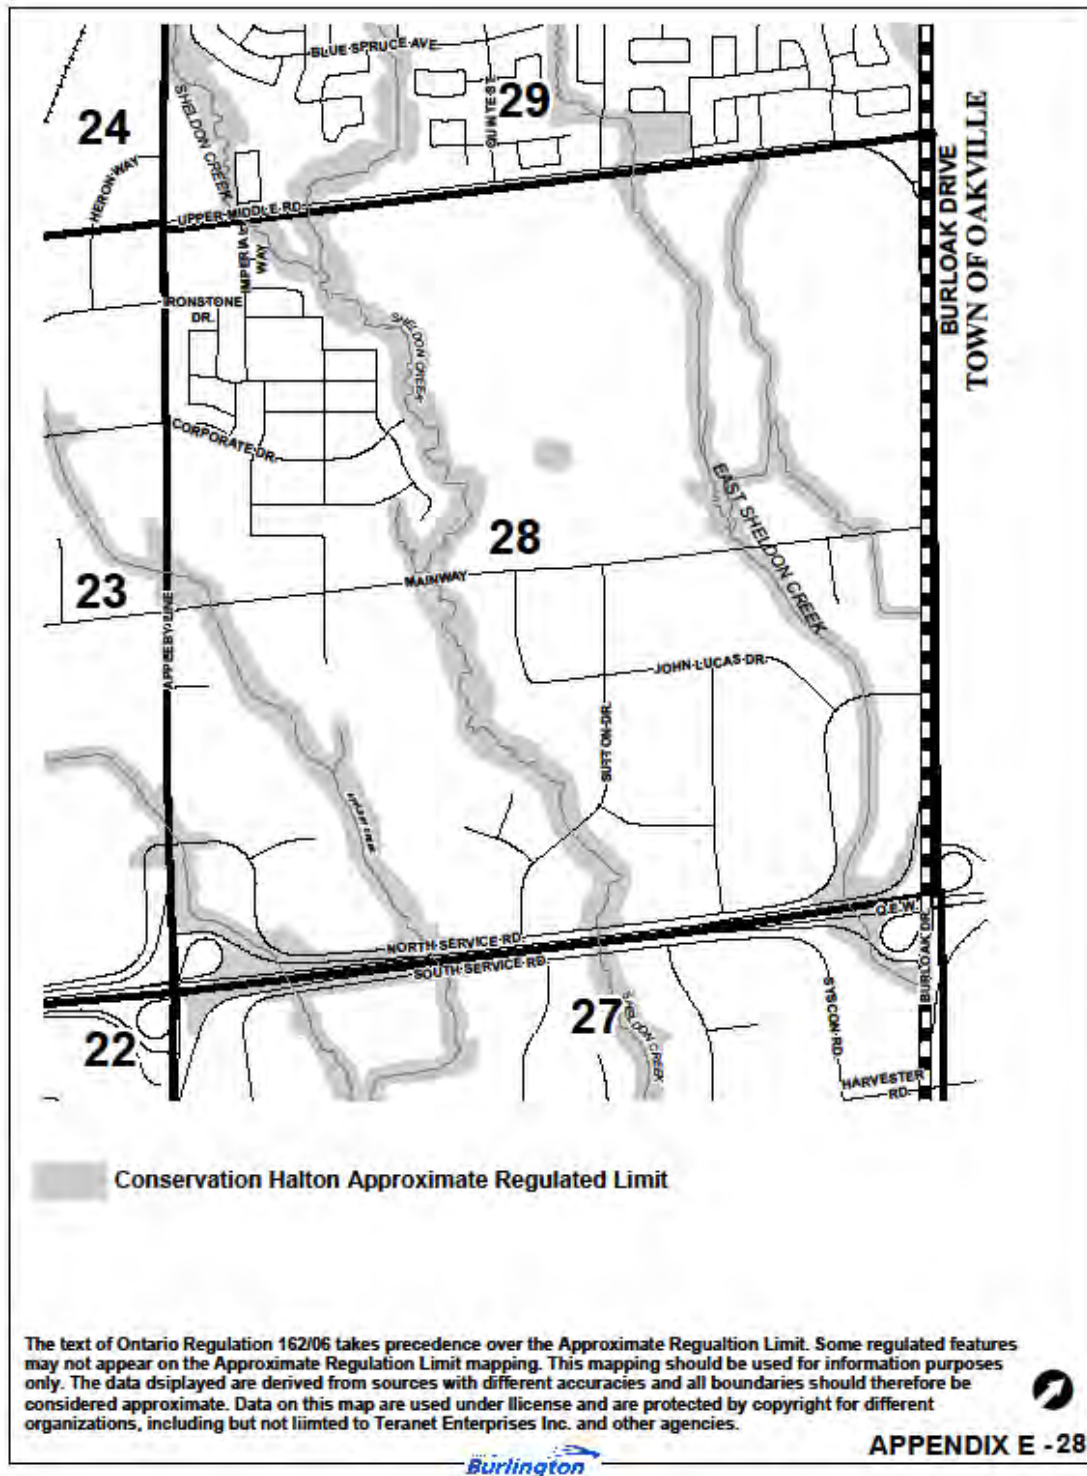 BLUE SPRUCE AVE.
SHELDON CREEK
24
QUINTE ST.
29
HERON WAY
UPPER MIDDLE RD.
IMPERIAL
WAY
BURLOAK DRIVE
TOWN OF OAKVILLE
IRONSTONE
DR.
SHELDON CREEK
CORPORATE DR.
EAST SHELDON CREEK
28
MAINWAY
23
APPLEBY LINE
JOHN LUCAS DR.
SUTTON DR.
Q.E.W.
NORTH SERVICE RD.
SOUTH SERVICE RD.
BURLOAK DR.
27
SHELDON CREEK
SYSCON RD.
22
HARVESTER
RD.
Conservation Halton Approximate Regulated Limit
The text of Ontario Regulation 162/06 takes precedence over the Approximate Regualtion Limit. Some regulated features
may not appear on the Approximate Regulation Limit mapping. This mapping should be used for information purposes
only. The data dsiplayed are derived from sources with different accuracies and all boundaries should therefore be
considered approximate. Data on this map are used under llicense and are protected by copyright for different
organizations, including but not liimted to Teranet Enterprises Inc. and other agencies.
APPENDIX E - 28
Burlington